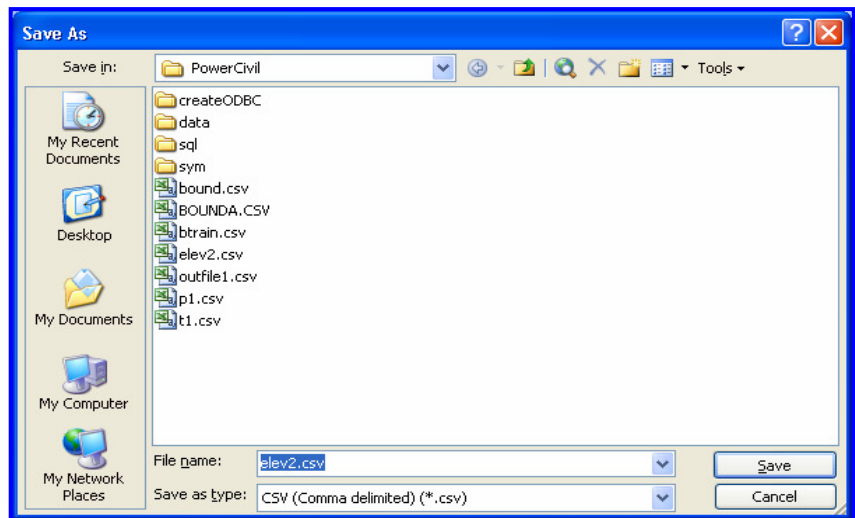 Save As
Save in:
PowerCivil
Tools
My Recent
Documents
Desktop
My Documents
My Computer
My Network
Places
createODBC
data
sql
sym
bound.csv
BOUNDA.CSV
btrain.csv
elev2.csv
outfile1.csv
p1.csv
t1.csv
File name:
elev2.csv
Save
Save as type:
CSV (Comma delimited) (*.csv)
Cancel